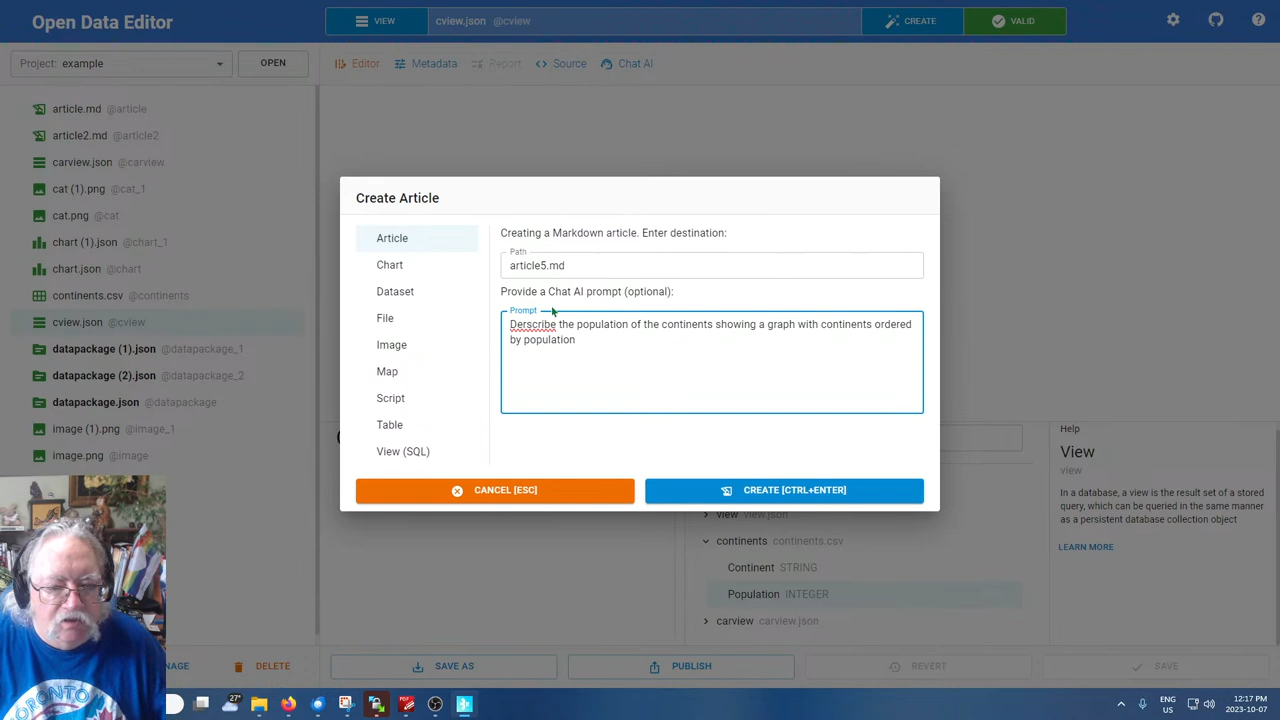 Open Data Editor
VIEW
cview.json @cview
CREATE
VALID
Project: example
OPEN
Editor
Metadata
Report
Source
Chat AI
article.md @article
article2.md @article2
carview.json @carview
cat (1).png @cat_1
cat.png @cat
chart (1).json @chart_1
chart.json @chart
continents.csv @continents
cview.json @cview
datapackage (1).json @datapackage_1
datapackage (2).json @datapackage_2
datapackage.json @datapackage
image (1).png @image_1
image.png @image
Create Article
Article
Chart
Dataset
File
Image
Map
Script
Table
View (SQL)
Creating a Markdown article. Enter destination:
Path
article5.md
Provide a Chat AI prompt (optional):
Prompt
Derscribe the population of the continents showing a graph with continents ordered
by population
CANCEL [ESC]
CREATE [CTRL+ENTER]
view view.json
continents continents.csv
Continent STRING
Population INTEGER
carview carview.json
Help
View
view
In a database, a view is the result set of a stored
query, which can be queried in the same manner
as a persistent database collection object
LEARN MORE
NAGE
DELETE
SAVE AS
PUBLISH
REVERT
SAVE
TORONTO
27°
ENG
US
12:17 PM
2023-10-07